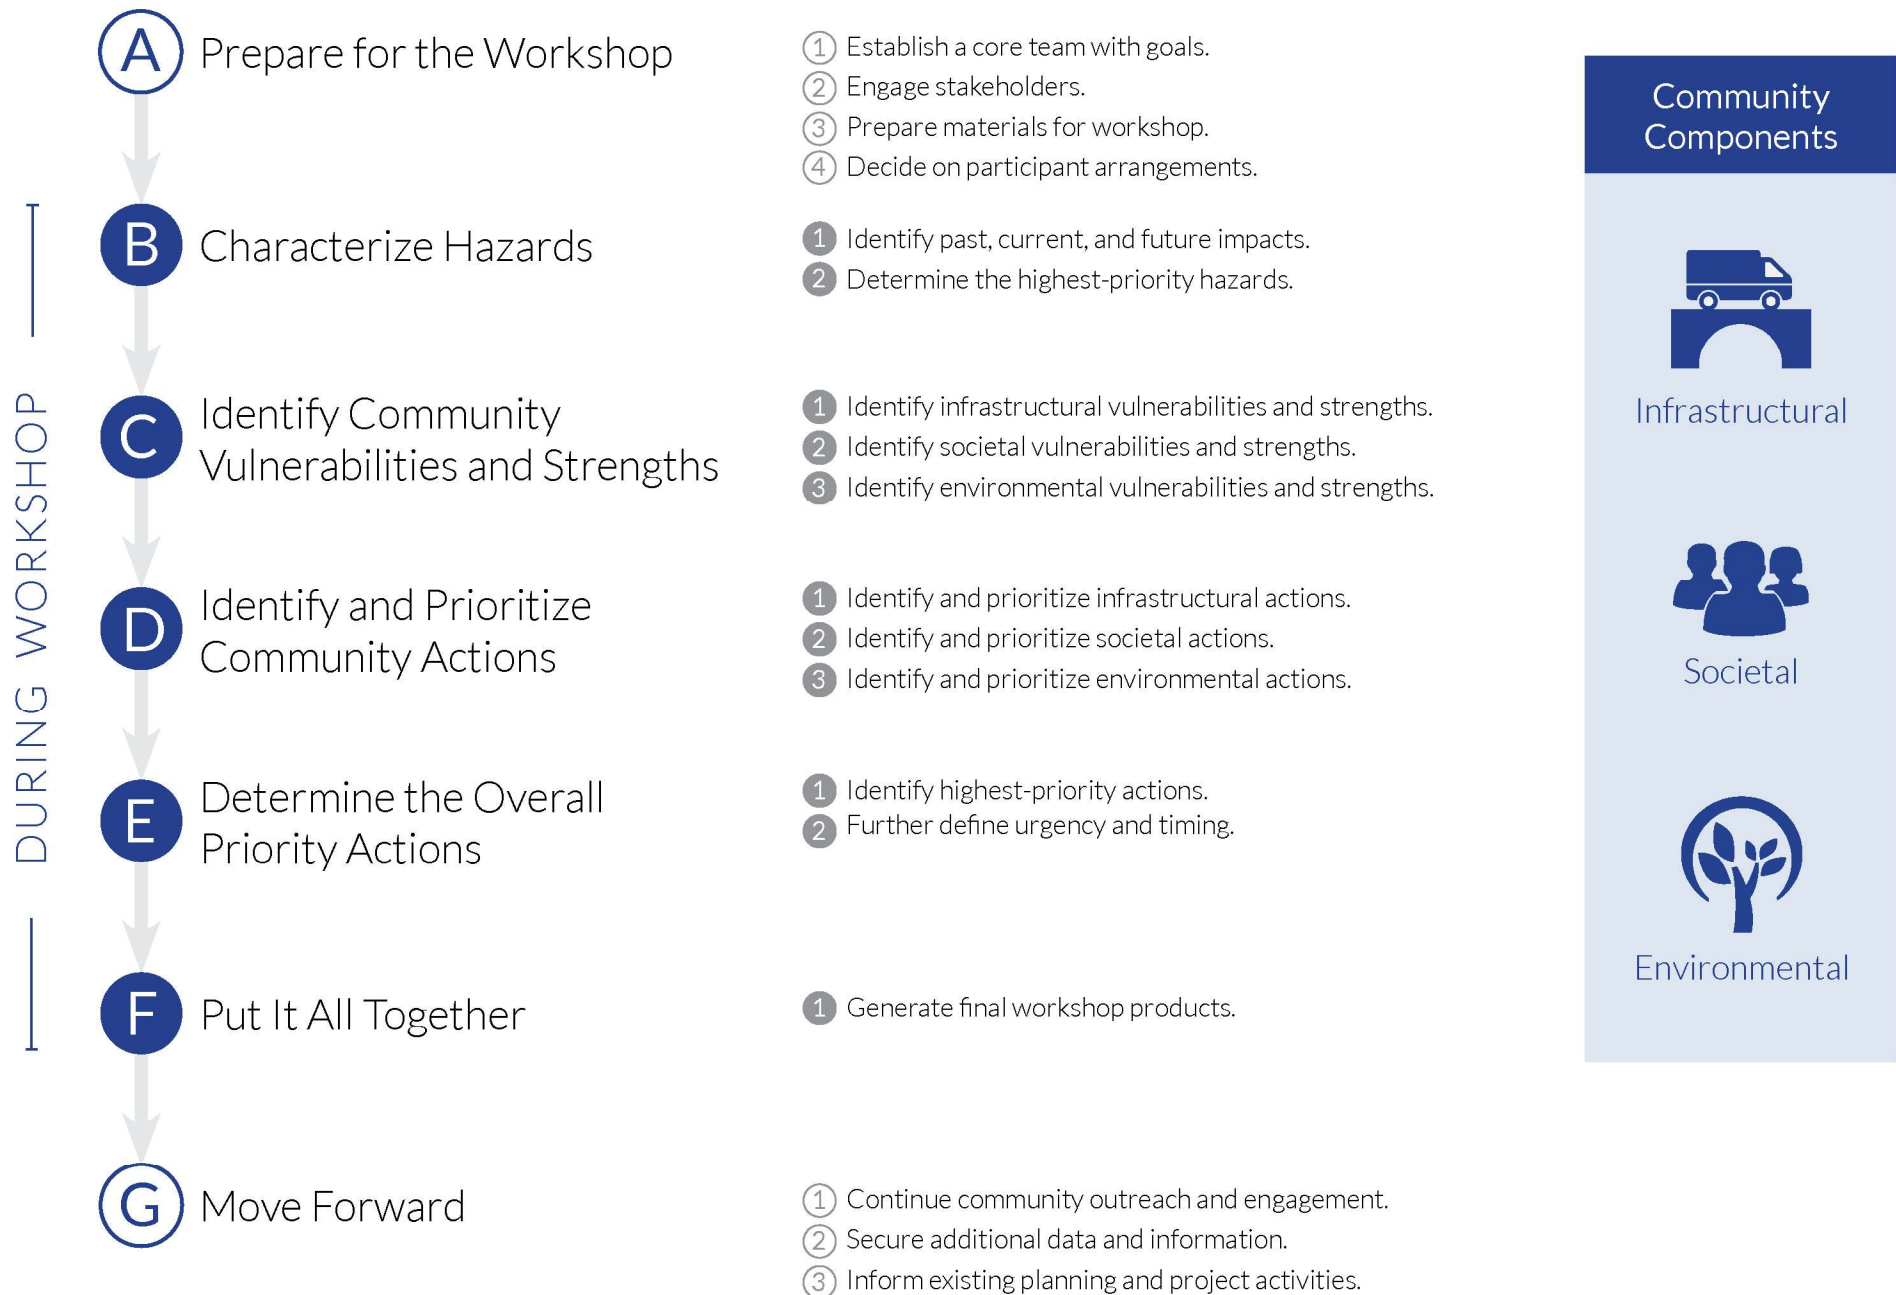 A Prepare for the Workshop
1 Establish a core team with goals.
2 Engage stakeholders.
3 Prepare materials for workshop.
4 Decide on participant arrangements.
DURING WORKSHOP
B Characterize Hazards
1 Identify past, current, and future impacts.
2 Determine the highest-priority hazards.
C Identify Community
Vulnerabilities and Strengths
1 Identify infrastructural vulnerabilities and strengths.
2 Identify societal vulnerabilities and strengths.
3 Identify environmental vulnerabilities and strengths.
D Identify and Prioritize
Community Actions
1 Identify and prioritize infrastructural actions.
2 Identify and prioritize societal actions.
3 Identify and prioritize environmental actions.
E Determine the Overall
Priority Actions
1 Identify highest-priority actions.
2 Further define urgency and timing.
F Put It All Together
1 Generate final workshop products.
G Move Forward
1 Continue community outreach and engagement.
2 Secure additional data and information.
3 Inform existing planning and project activities.
Community
Components
Infrastructural
Societal
Environmental